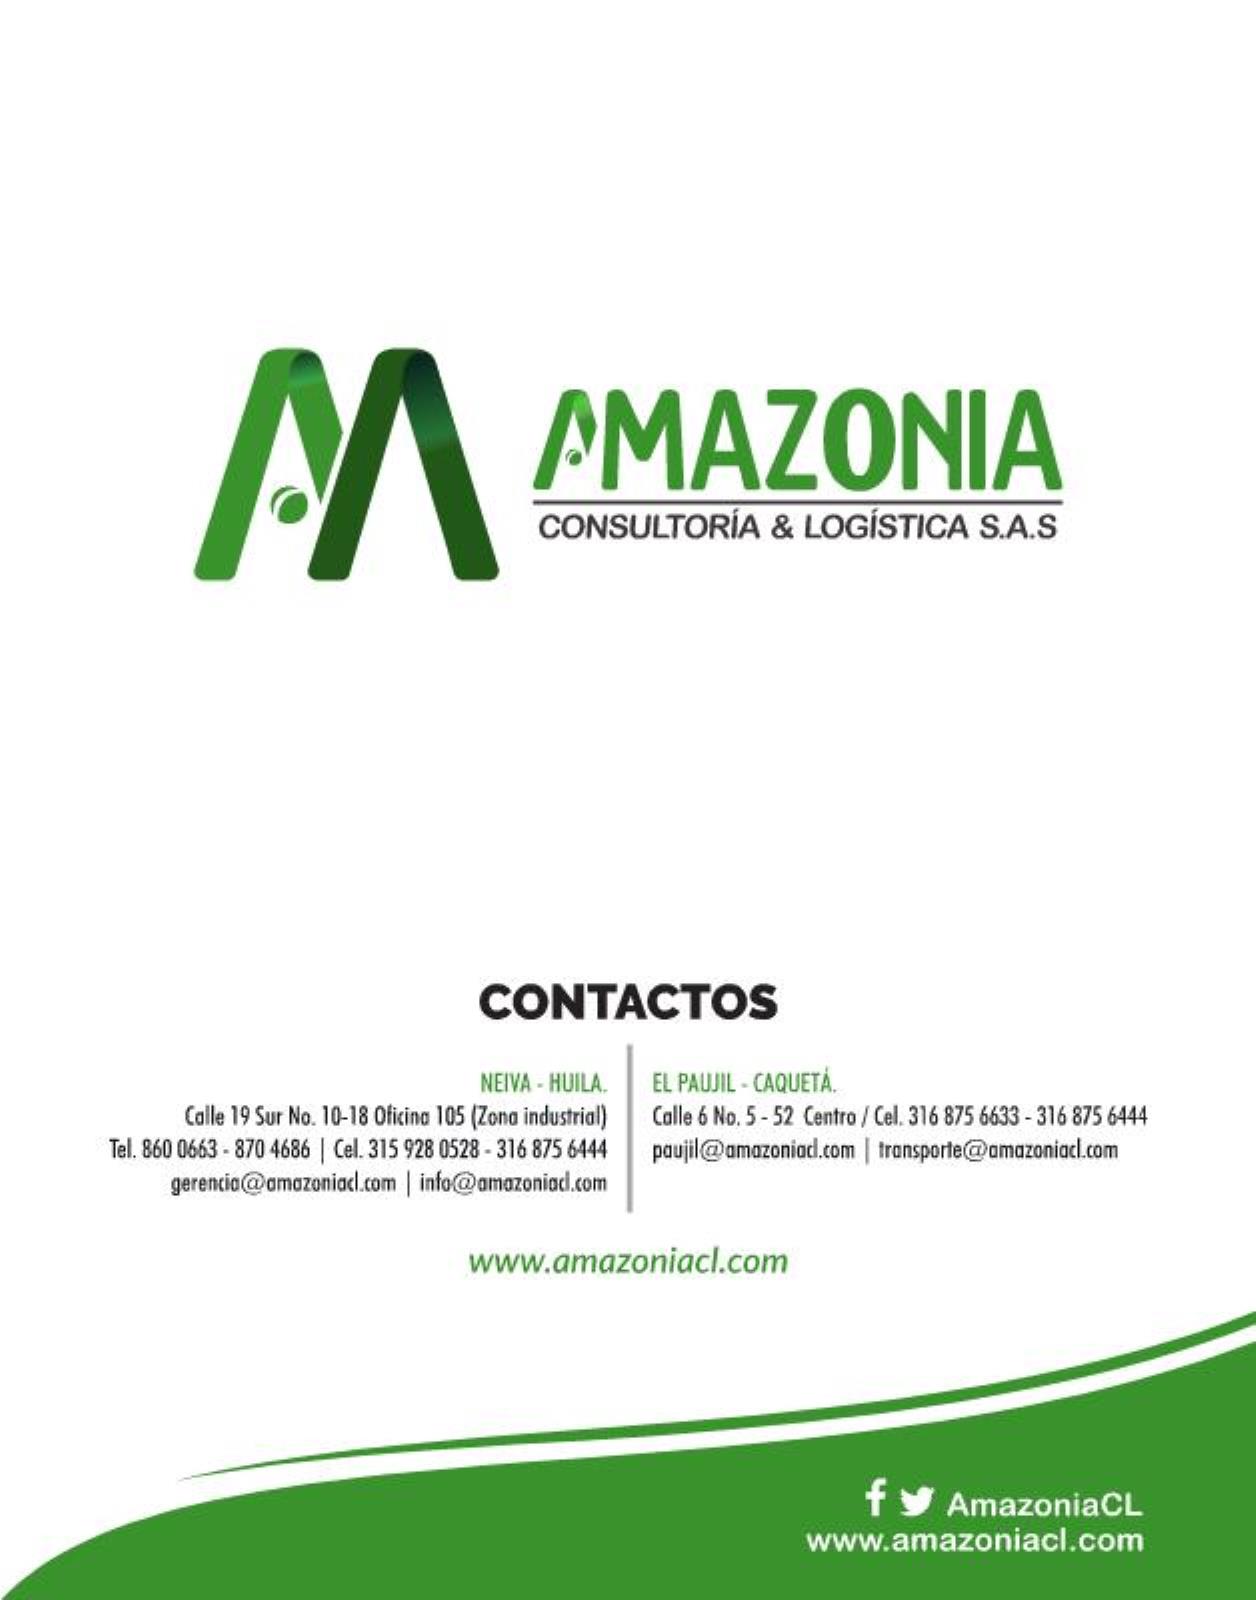 AMAZONIA
CONSULTORÍA & LOGÍSTICA S.A.S
CONTACTOS
NEIVA - HUILA.
Calle 19 Sur No. 10-18 Oficina 105 (Zona industrial)
Tel. 860 0663 - 870 4686 | Cel. 315 928 0528 - 316 875 6444
gerencia@amazoniacl.com | info@amazoniacl.com
EL PAUJIL - CAQUETÁ.
Calle 6 No. 5 - 52 Centro / Cel. 316 875 6633 - 316 875 6444
paujil@amazoniacl.com | transporte@amazoniacl.com
www.amazoniacl.com
AmazoniaCL
www.amazoniacl.com